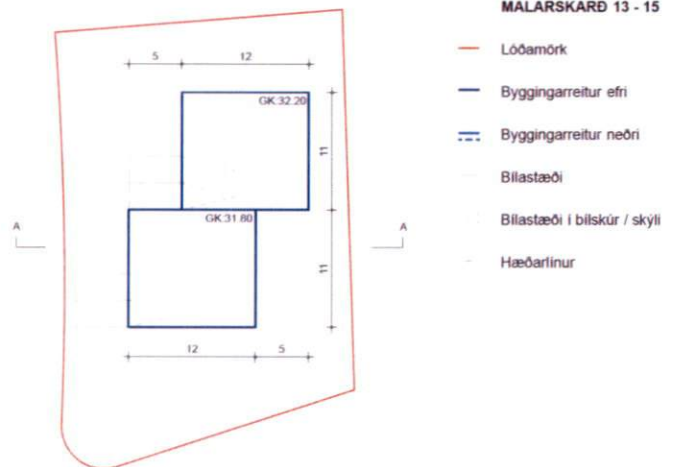 MALARSKARÐ 13 - 15
Lóðamörk
Byggingarreitur efri
Byggingarreitur neðri
Bílastæði
Bílastæði í bílskúr / skýli
Hæðarlínur
5
12
GK:32.20
11
GK:31.80
A
A
11
12
5